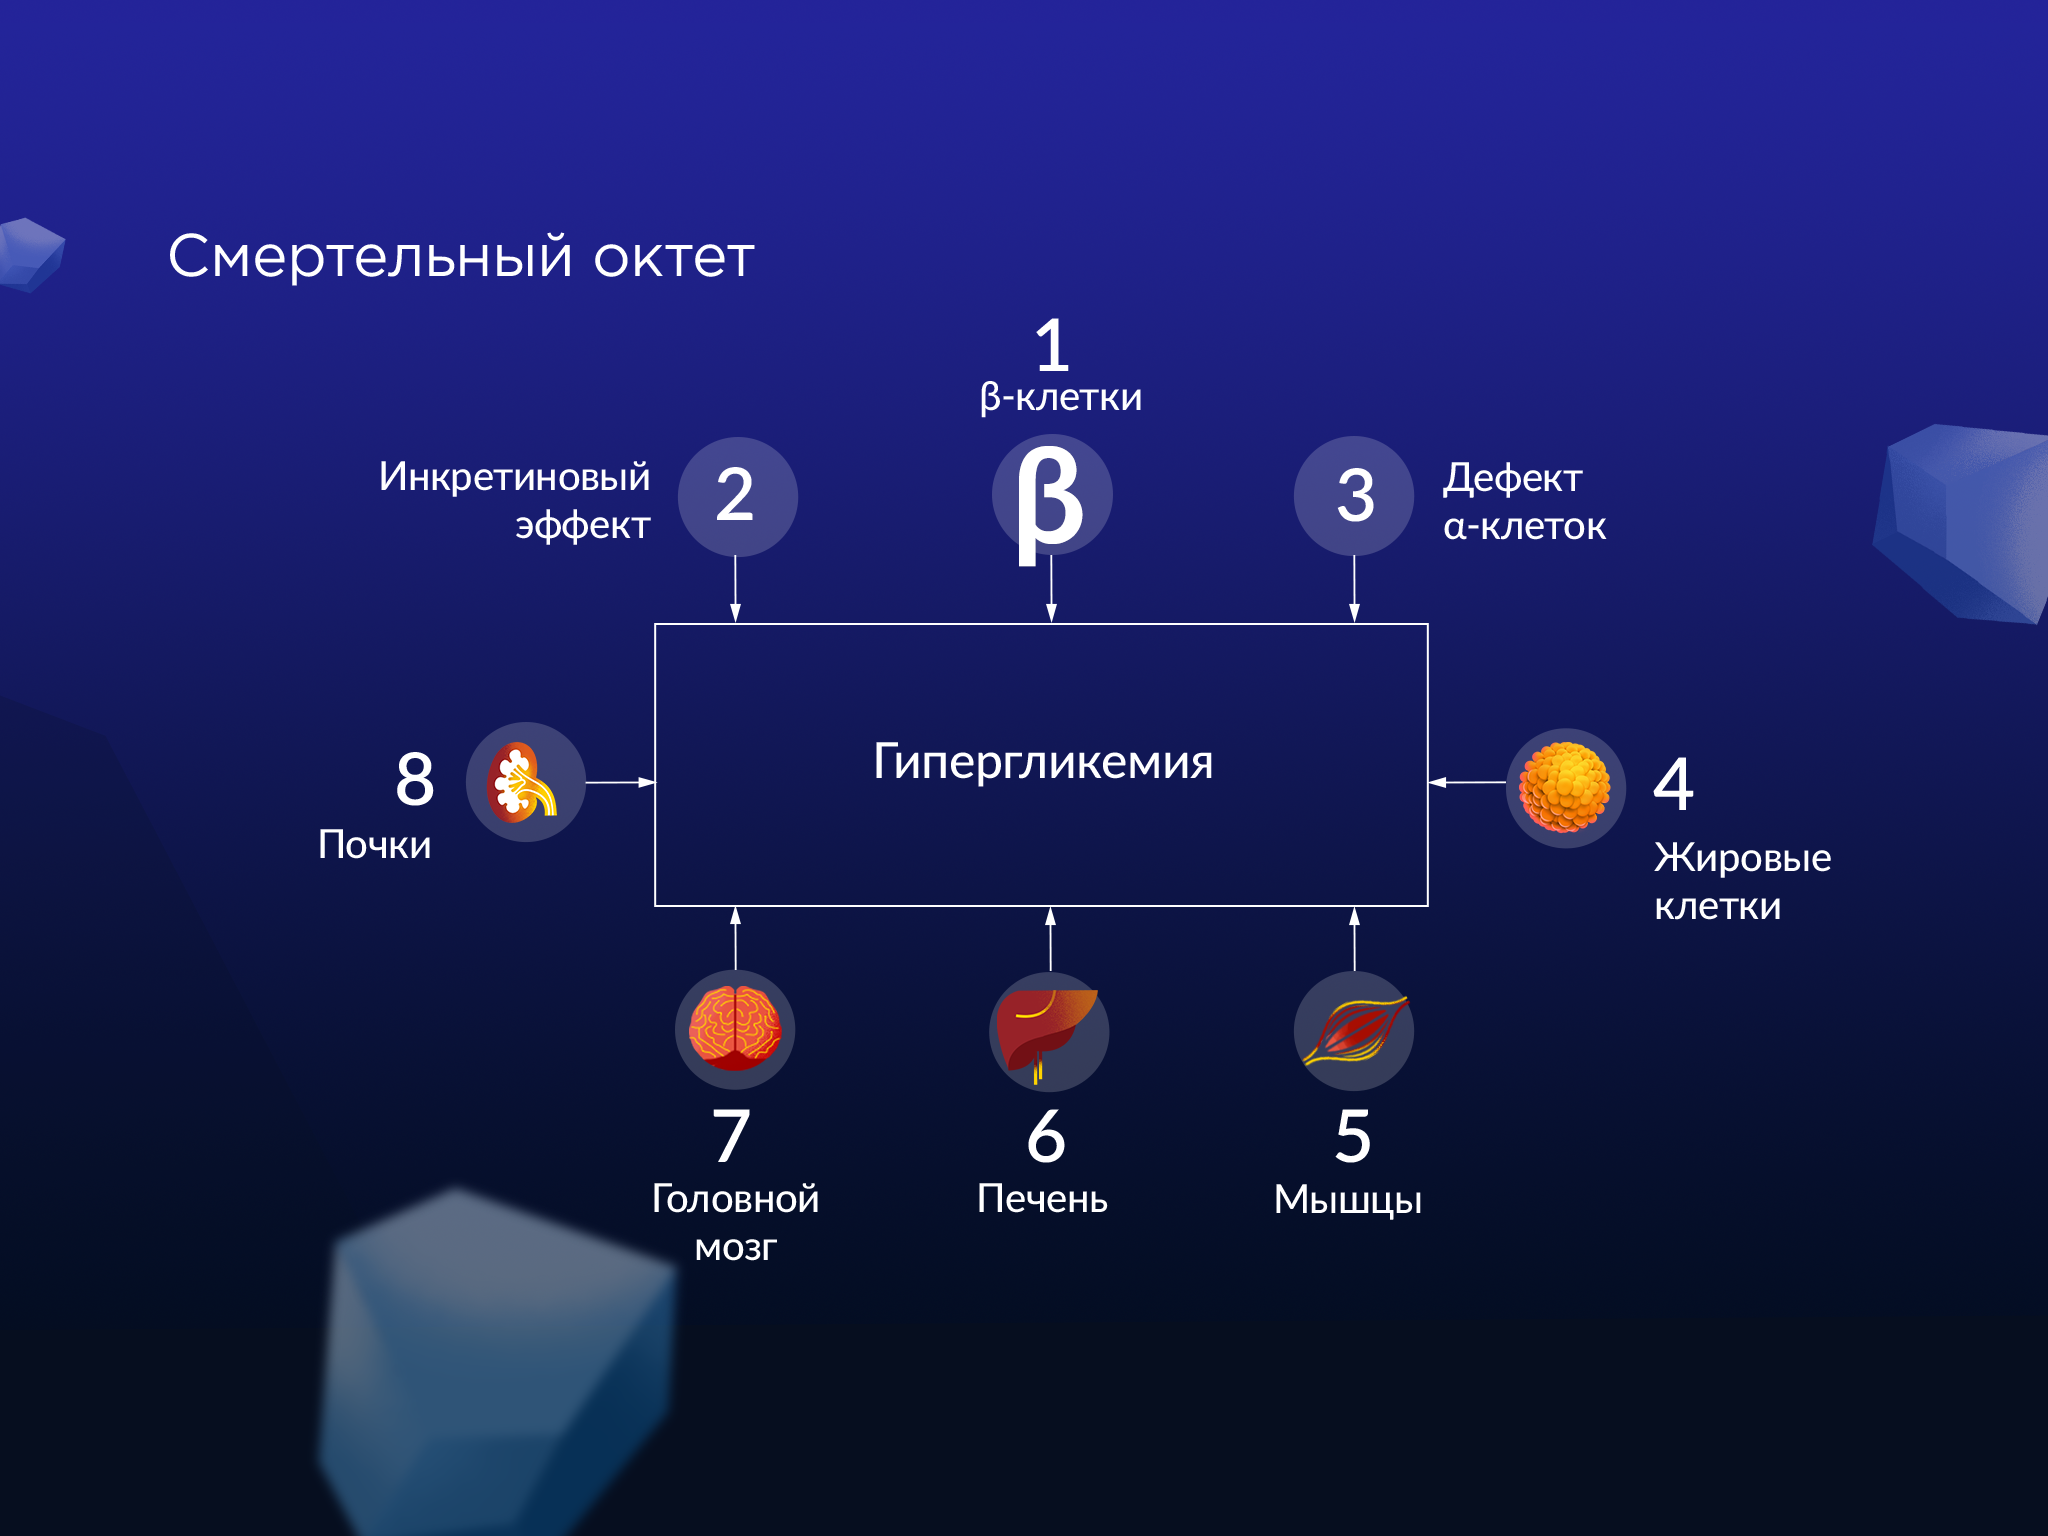 Смертельный октет
1
β-клетки
Инкретиновый
эффект
2
β
3
Дефект
α-клеток
8
Почки
Гипергликемия
4
Жировые
клетки
7
Головной
мозг
6
Печень
5
Мышцы